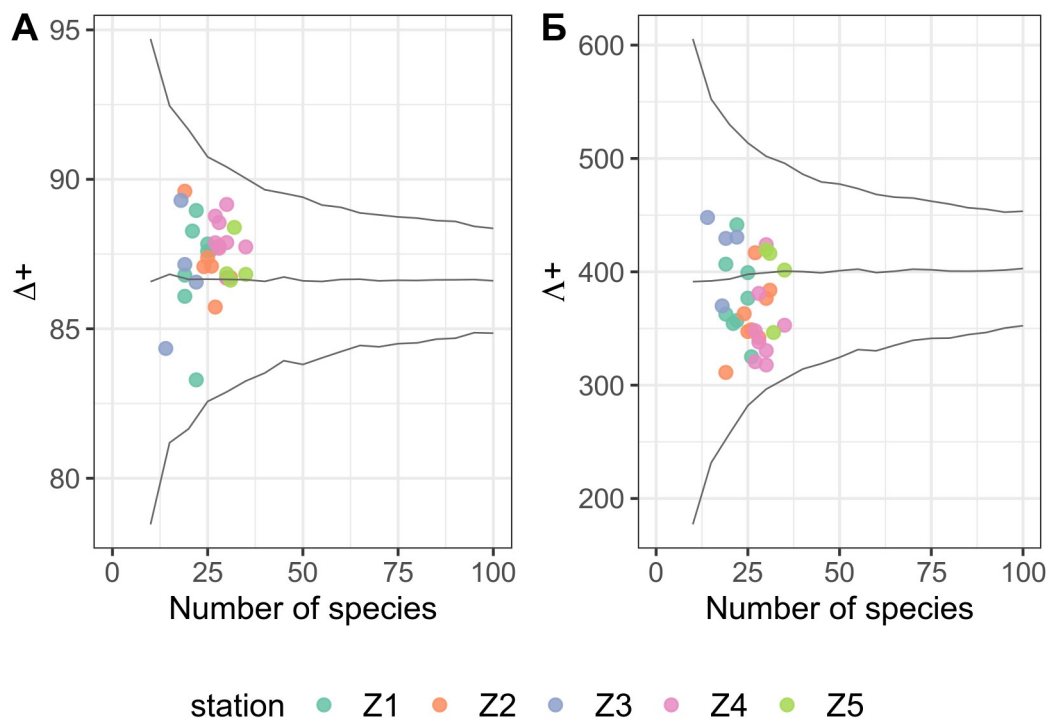 А
Б
95
90
85
80
Δ+
0
25
50
75
100
Number of species
600
500
400
300
200
Λ+
0
25
50
75
100
Number of species
station
Z1
Z2
Z3
Z4
Z5